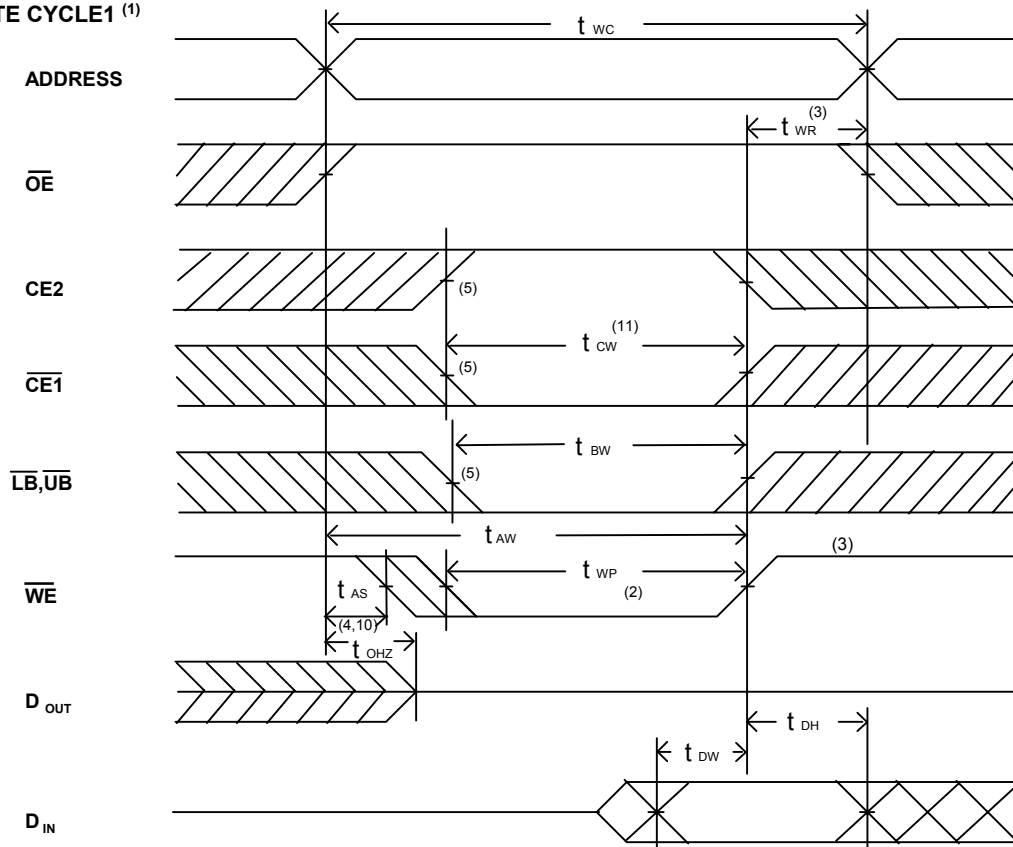 TE CYCLE1 (1)
t WC
ADDRESS
t WR (3)
OE
CE2
(5)
t CW (11)
CE1
(5)
t BW
LB,UB
(5)
t AW
(3)
WE
t AS
t WP
(2)
(4,10)
t OHZ
D OUT
t DH
t DW
D IN